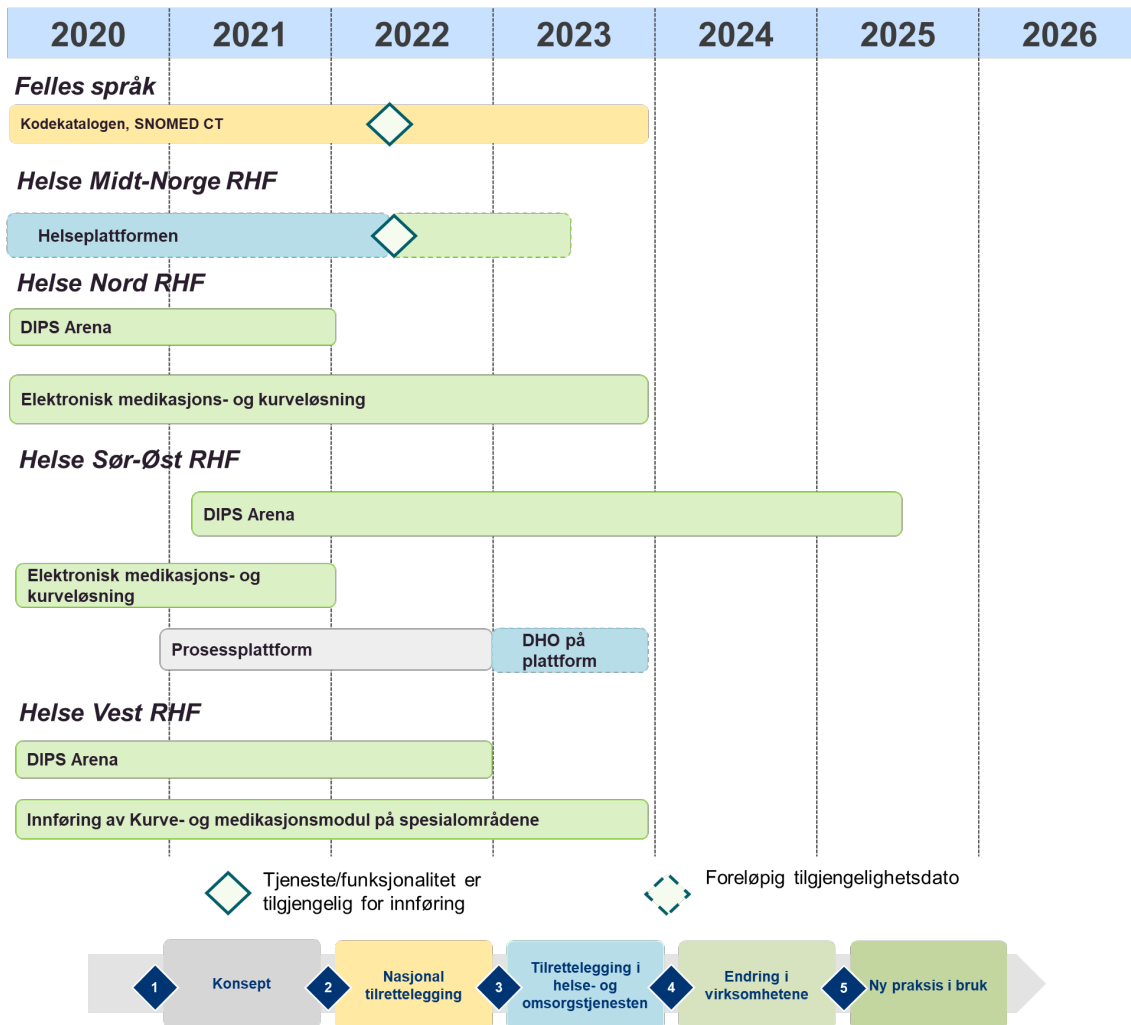 2020 2021 2022 2023 2024 2025 2026
Felles språk
Kodekatalogen, SNOMED CT
Helse Midt-Norge RHF
Helseplattformen
Helse Nord RHF
DIPS Arena
Elektronisk medikasjons- og kurveløsning
Helse Sør-Øst RHF
DIPS Arena
Elektronisk medikasjons- og
kurveløsning
Prosessplattform
DHO på
plattform
Helse Vest RHF
DIPS Arena
Innføring av Kurve- og medikasjonsmodul på spesialområdene
Tjeneste/funksjonalitet er
tilgjengelig for innføring
Foreløpig tilgjengelighetsdato
1
Konsept
2
Nasjonal
tilrettelegging
3
Tilrettelegging i
helse- og
omsorgstjenesten
4
Endring i
virksomhetene
5
Ny praksis i bruk